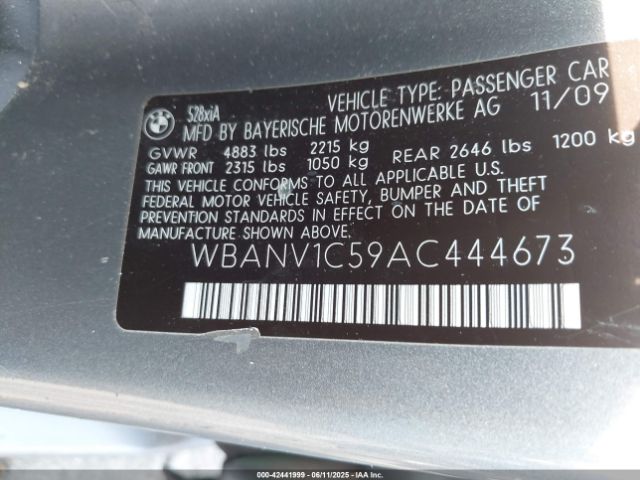 BMW
528xiA
VEHICLE TYPE: PASSENGER CAR
MFD BY BAYERISCHE MOTORENWERKE AG 11/09
GVWR 4883 lbs 2215 kg
GAWR FRONT 2315 lbs 1050 kg REAR 2646 lbs 1200 kg
THIS VEHICLE CONFORMS TO ALL APPLICABLE U.S.
FEDERAL MOTOR VEHICLE SAFETY, BUMPER AND THEFT
PREVENTION STANDARDS IN EFFECT ON THE DATE OF
MANUFACTURE SHOWN ABOVE.
WBANV1C59AC444673
000-42441999 06/11/2025 - IAAI.COM